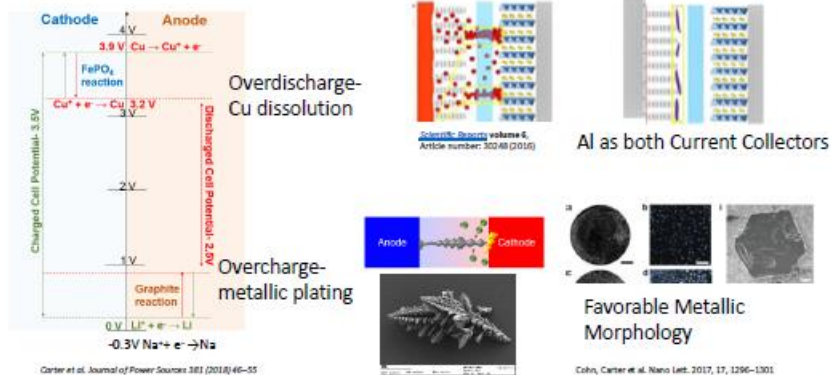 Cathode
Anode
4 V
3.9 V Cu → Cu⁺ + e⁻
FePO₄
reaction
Cu⁺ + e⁻ → Cu 3.2 V
3 V
Charged Cell Potential- 3.5V
Discharged Cell Potential- 2.5V
2 V
1 V
Graphite
reaction
0 V Li⁺ + e⁻ → Li
-0.3V Na⁺+ e⁻ →Na
Carter et al. Journal of Power Sources 381 (2018) 46–55
Overdischarge-
Cu dissolution
Overcharge-
metallic plating
Scientific Reports volume 6,
Article number: 30248 (2016)
Al as both Current Collectors
Anode
Cathode
a
b
i
c
d
Favorable Metallic
Morphology
Cohn, Carter et al. Nano Lett. 2017, 17, 1296–1301